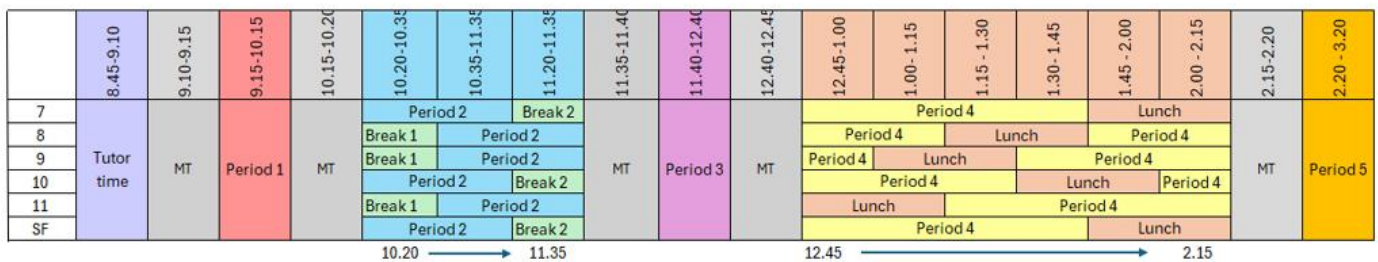 8.45-9.10 9.10-9.15 9.15-10.15 10.15-10.20 10.20-10.35 10.35-11.35 11.20-11.35 11.35-11.40 11.40-12.40 12.40-12.45 12.45-1.00 1.00- 1.15 1.15 - 1.30 1.30- 1.45 1.45 - 2.00 2.00 - 2.15 2.15-2.20 2.20 - 3.20
7 Period 2 Break 2 Period 4 Lunch
8 Break 1 Period 2 Period 4 Lunch Period 4
9 Tutor time MT Period 1 MT Break 1 Period 2 MT Period 3 MT Period 4 Lunch Period 4 MT Period 5
10 Period 2 Break 2 Period 4 Lunch Period 4
11 Break 1 Period 2 Lunch Period 4
SF Period 2 Break 2 Period 4 Lunch
10.20 11.35 12.45 2.15